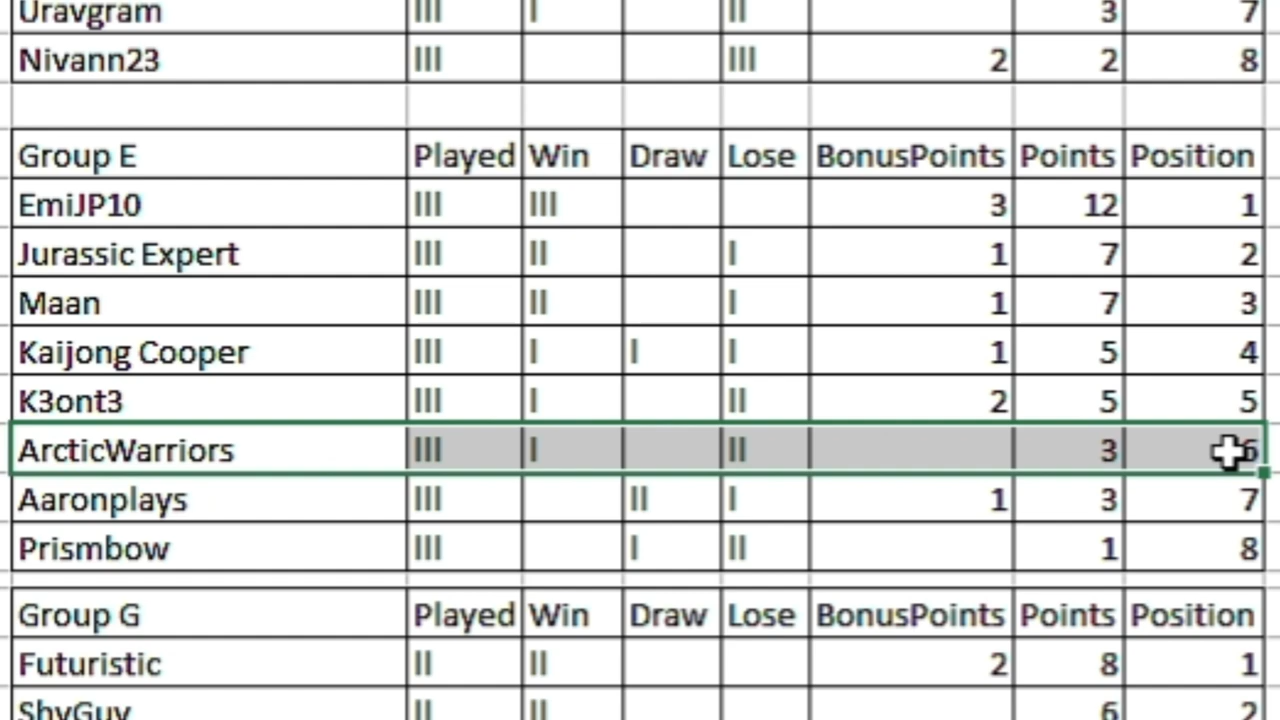 Uravgram III I II 3 7
Nivann23 III III 2 2 8
Group E Played Win Draw Lose BonusPoints Points Position
EmiJP10 III III 3 12 1
Jurassic Expert III II I 1 7 2
Maan III II I 1 7 3
Kaijong Cooper III I I I 1 5 4
K3ont3 III I II 2 5 5
ArcticWarriors III I II 3 6
Aaronplays III II I 1 3 7
Prismbow III I II 1 8
Group G Played Win Draw Lose BonusPoints Points Position
Futuristic II II 2 8 1
ShyGuy II II 6 2